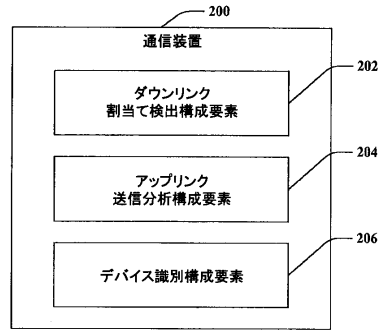 200
通信装置
ダウンリンク
割当て検出構成要素
202
アップリンク
送信分析構成要素
204
デバイス識別構成要素
206